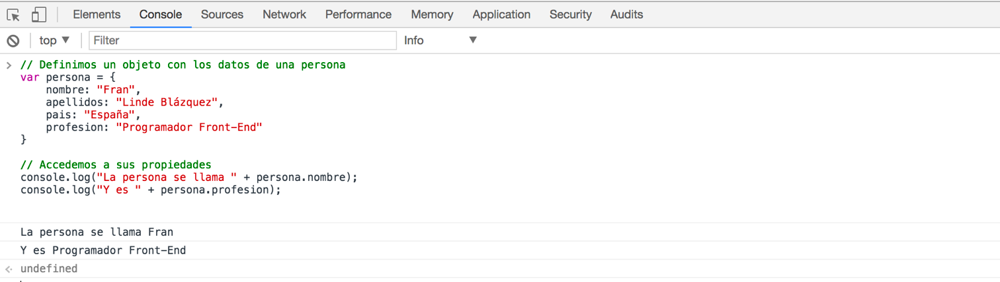 Elements Console Sources Network Performance Memory Application Security Audits
top Filter Info
// Definimos un objeto con los datos de una persona
var persona = {
    nombre: "Fran",
    apellidos: "Linde Blázquez",
    pais: "España",
    profesion: "Programador Front-End"
}
// Accedemos a sus propiedades
console.log("La persona se llama " + persona.nombre);
console.log("Y es " + persona.profesion);
La persona se llama Fran
Y es Programador Front-End
undefined